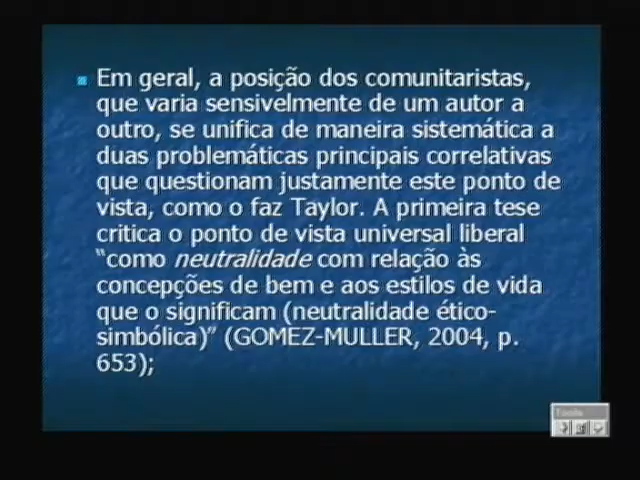 Em geral, a posição dos comunitaristas,
que varia sensivelmente de um autor a
outro, se unifica de maneira sistemática a
duas problemáticas principais correlativas
que questionam justamente este ponto de
vista, como o faz Taylor. A primeira tese
critica o ponto de vista universal liberal
“como neutralidade com relação às
concepções de bem e aos estilos de vida
que o significam (neutralidade ético-
simbólica)” (GOMEZ-MULLER, 2004, p.
653);